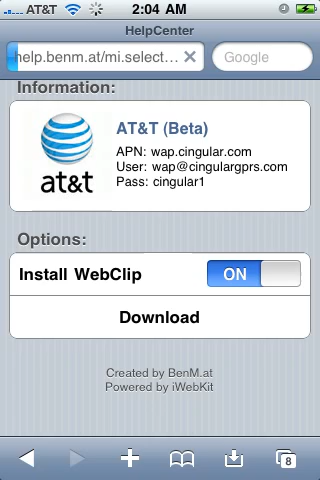 AT&T 2:04 AM
HelpCenter
help.benm.at/mi.select... Google
Information:
at&t
AT&T (Beta)
APN: wap.cingular.com
User: wap@cingulargprs.com
Pass: cingular1
Options:
Install WebClip ON
Download
Created by BenM.at
Powered by iWebKit
8